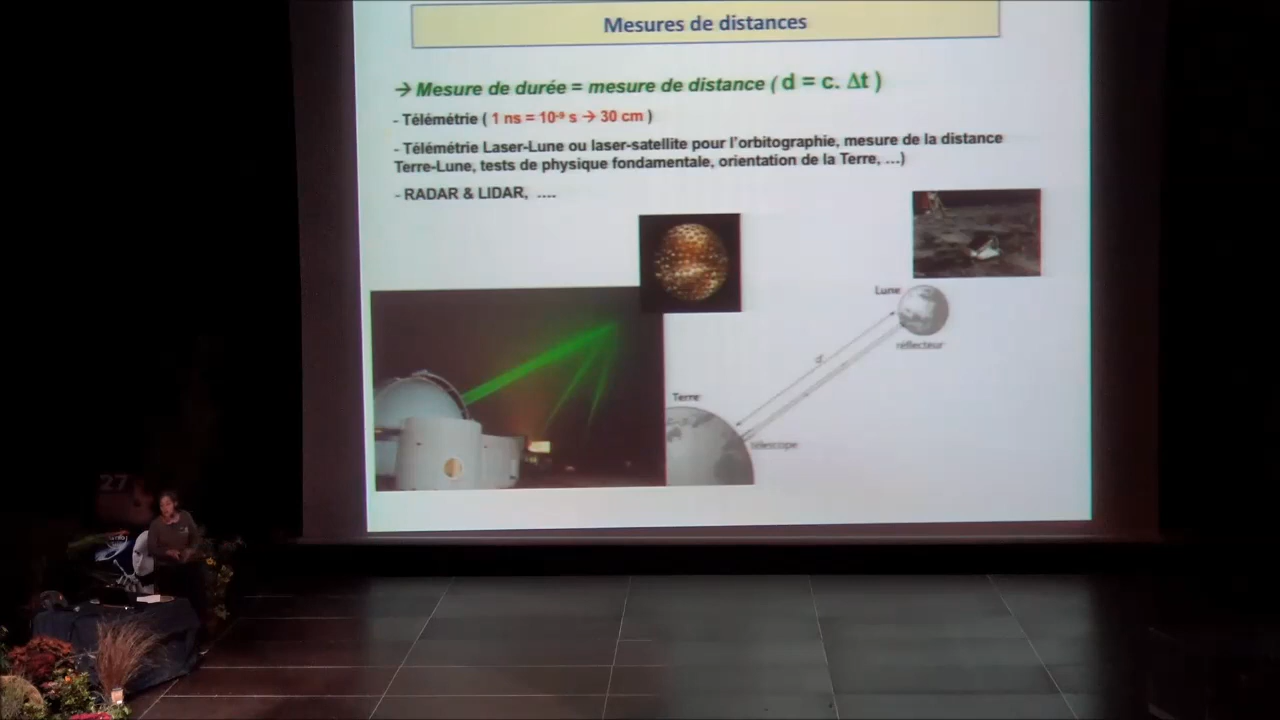 Mesures de distances
→ Mesure de durée = mesure de distance ( d = c. Δt )
- Télémétrie ( 1 ns = 10⁻⁹ s → 30 cm )
- Télémétrie Laser-Lune ou laser-satellite pour l'orbitographie, mesure de la distance
Terre-Lune, tests de physique fondamentale, orientation de la Terre, ...)
- RADAR & LIDAR, ....
Lune
réflecteur
d
Terre
télescope
27